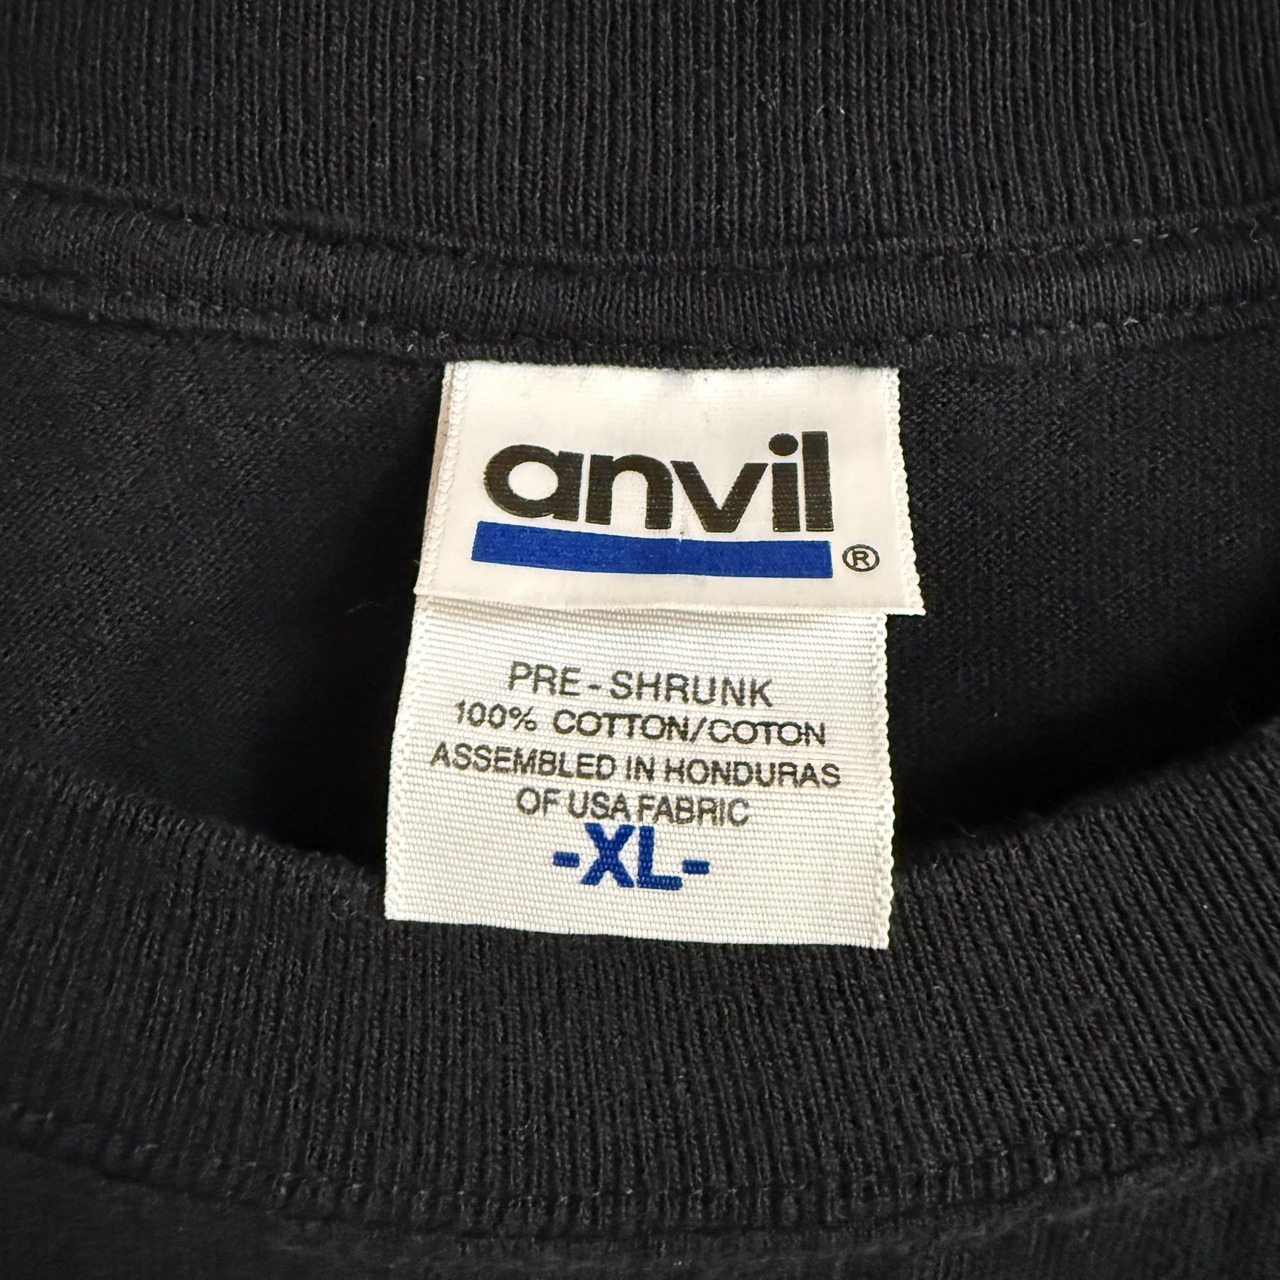 anvil®
PRE-SHRUNK
100% COTTON/COTON
ASSEMBLED IN HONDURAS
OF USA FABRIC
-XL-